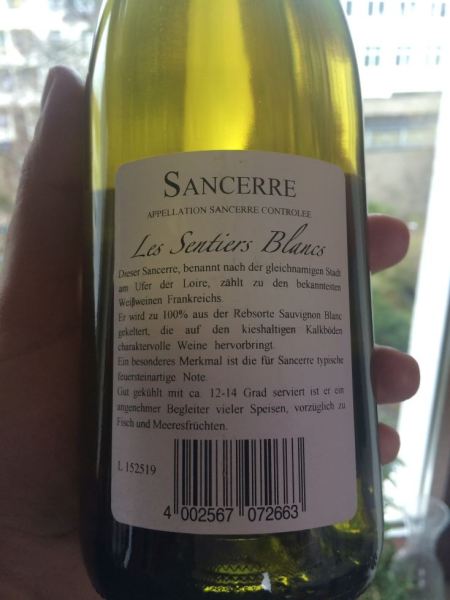 SANCERRE
APPELLATION SANCERRE CONTROLEE
Les Sentiers Blancs
Dieser Sancerre, benannt nach der gleichnamigen Stadt
am Ufer der Loire, zählt zu den bekanntesten
Weißweinen Frankreichs.
Er wird zu 100% aus der Rebsorte Sauvignon Blanc
gekeltert, die auf den kieshaltigen Kalkböden
charaktervolle Weine hervorbringt.
Ein besonderes Merkmal ist die für Sancerre typische
feuersteinartige Note.
Gut gekühlt mit ca. 12-14 Grad serviert ist er ein
angenehmer Begleiter vieler Speisen, vorzüglich zu
Fisch und Meeresfrüchten.
L 152519
4 002567 072663